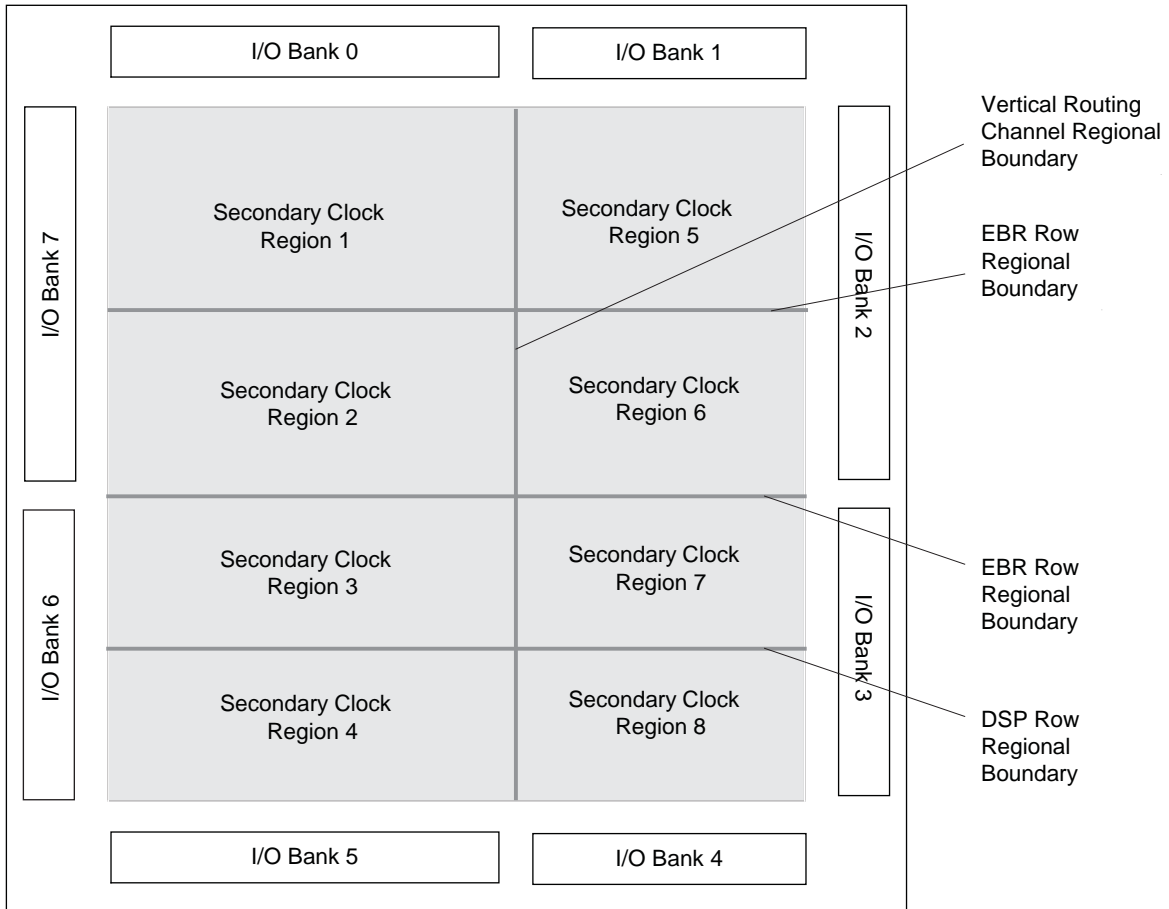 I/O Bank 0
I/O Bank 1
Vertical Routing
Channel Regional
Boundary
I/O Bank 7
Secondary Clock
Region 1
Secondary Clock
Region 5
I/O Bank 2
EBR Row
Regional
Boundary
Secondary Clock
Region 2
Secondary Clock
Region 6
I/O Bank 6
Secondary Clock
Region 3
Secondary Clock
Region 7
I/O Bank 3
EBR Row
Regional
Boundary
Secondary Clock
Region 4
Secondary Clock
Region 8
DSP Row
Regional
Boundary
I/O Bank 5
I/O Bank 4